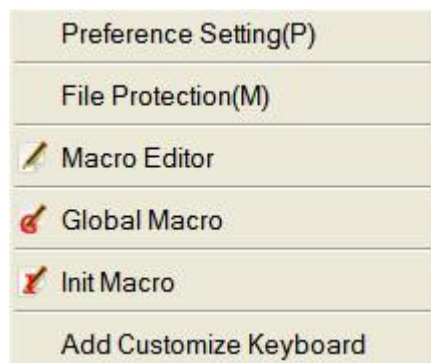 Preference Setting(P)
File Protection(M)
Macro Editor
Global Macro
Init Macro
Add Customize Keyboard